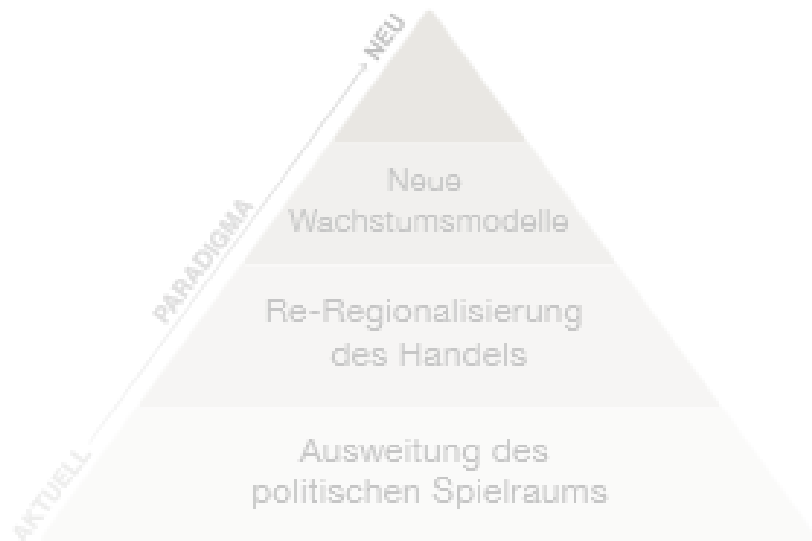 NEU
PARADIGMA
AKTUELL
Neue
Wachstumsmodelle
Re-Regionalisierung
des Handels
Ausweitung des
politischen Spielraums